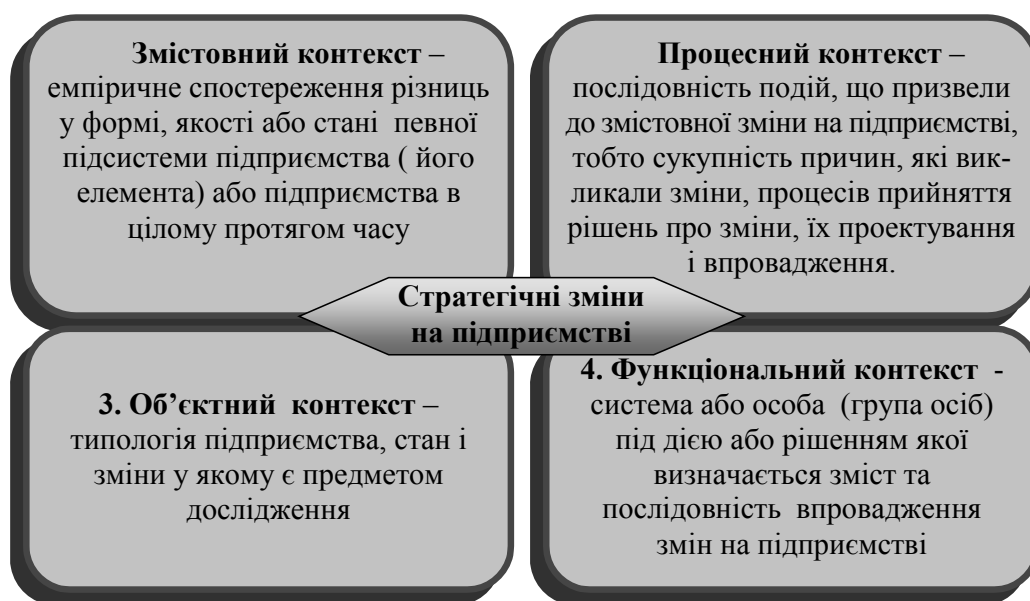 Змістовний контекст –
емпіричне спостереження різниць
у формі, якості або стані певної
підсистеми підприємства ( його
елемента) або підприємства в
цілому протягом часу
Процесний контекст –
послідовність подій, що призвели
до змістовної зміни на підприємстві,
тобто сукупність причин, які вик-
ликали зміни, процесів прийняття
рішень про зміни, їх проектування
і впровадження.
Стратегічні зміни
на підприємстві
3. Об’єктний контекст –
типологія підприємства, стан і
зміни у якому є предметом
дослідження
4. Функціональний контекст -
система або особа (група осіб)
під дією або рішенням якої
визначається зміст та
послідовність впровадження
змін на підприємстві